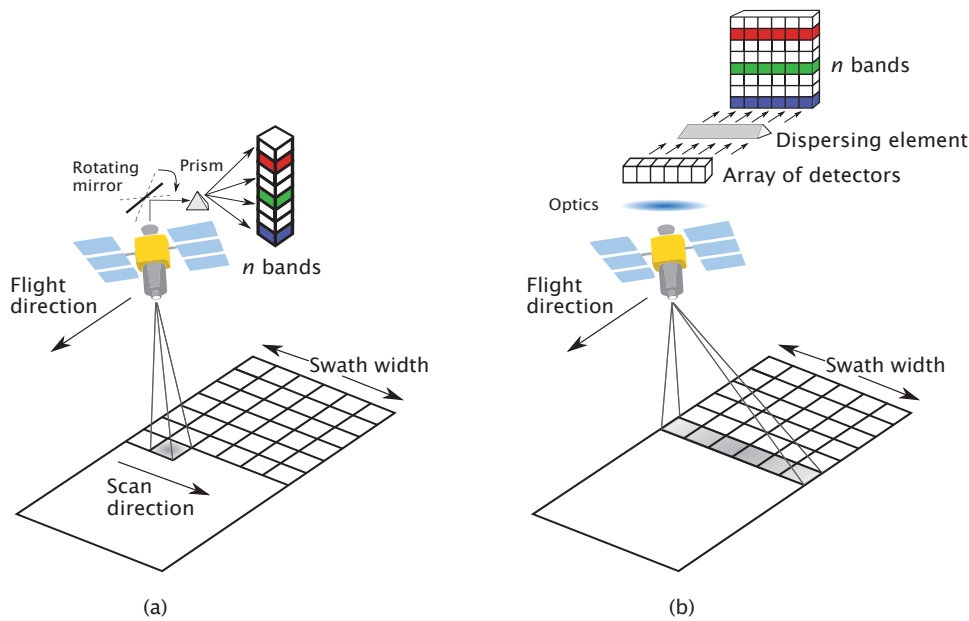 Rotating
mirror
Prism
n bands
Flight
direction
Swath width
Scan
direction
(a)
n bands
Dispersing element
Array of detectors
Optics
Flight
direction
Swath width
(b)